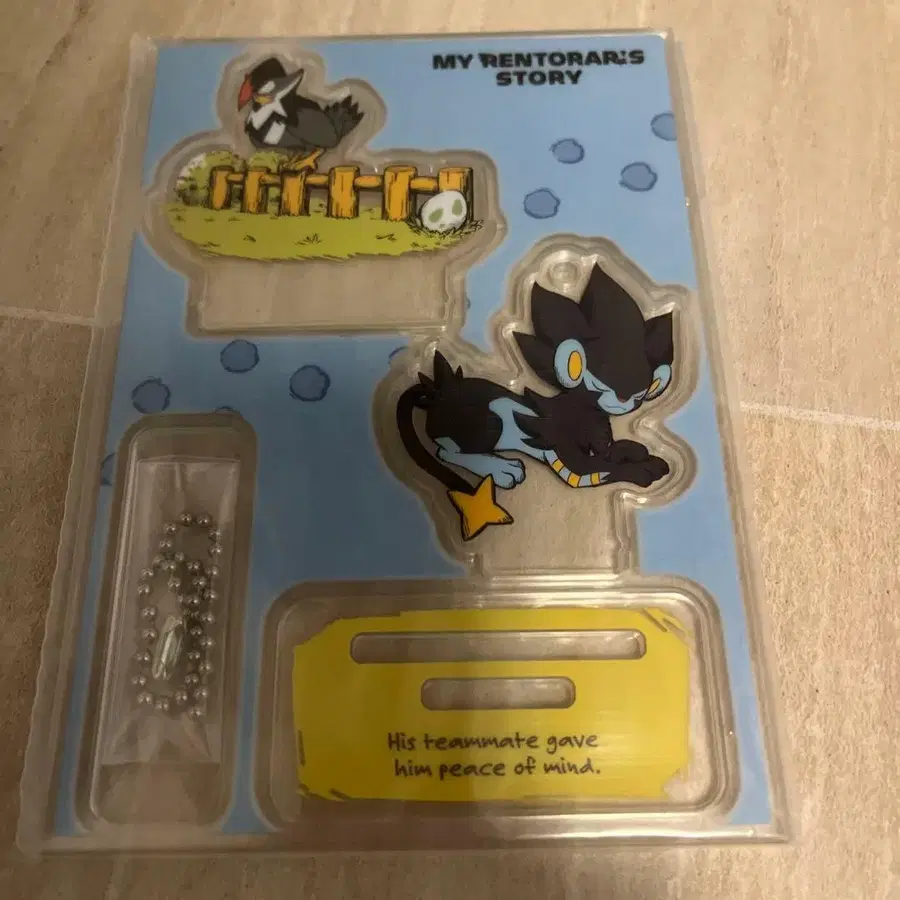 MY RENTORAR'S
STORY
His teammate gave
him peace of mind.